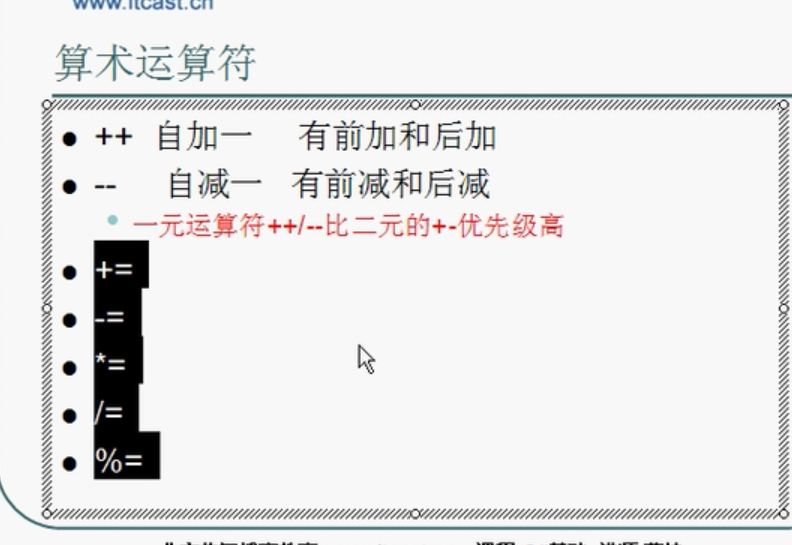 www.itcast.cn
算术运算符
++ 自加一 有前加和后加
-- 自减一 有前减和后减
一元运算符++/--比二元的+-优先级高
+=
-=
*=
/=
%=